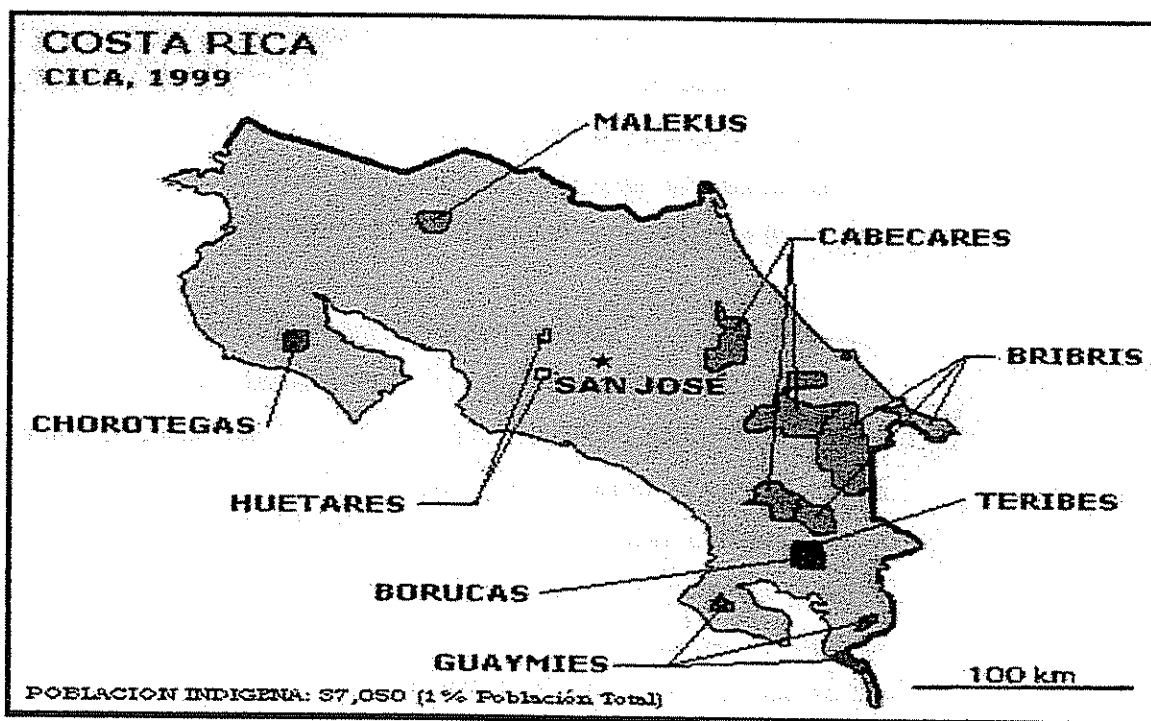 COSTA RICA
CICA, 1999
MALEKUS
CABECARES
BRIBRIS
SAN JOSE
CHOROTEGAS
HUETARES
TERIBES
BORUCAS
GUAYMIES
100 km
POBLACION INDIGENA: 37,050 (1% Población Total)